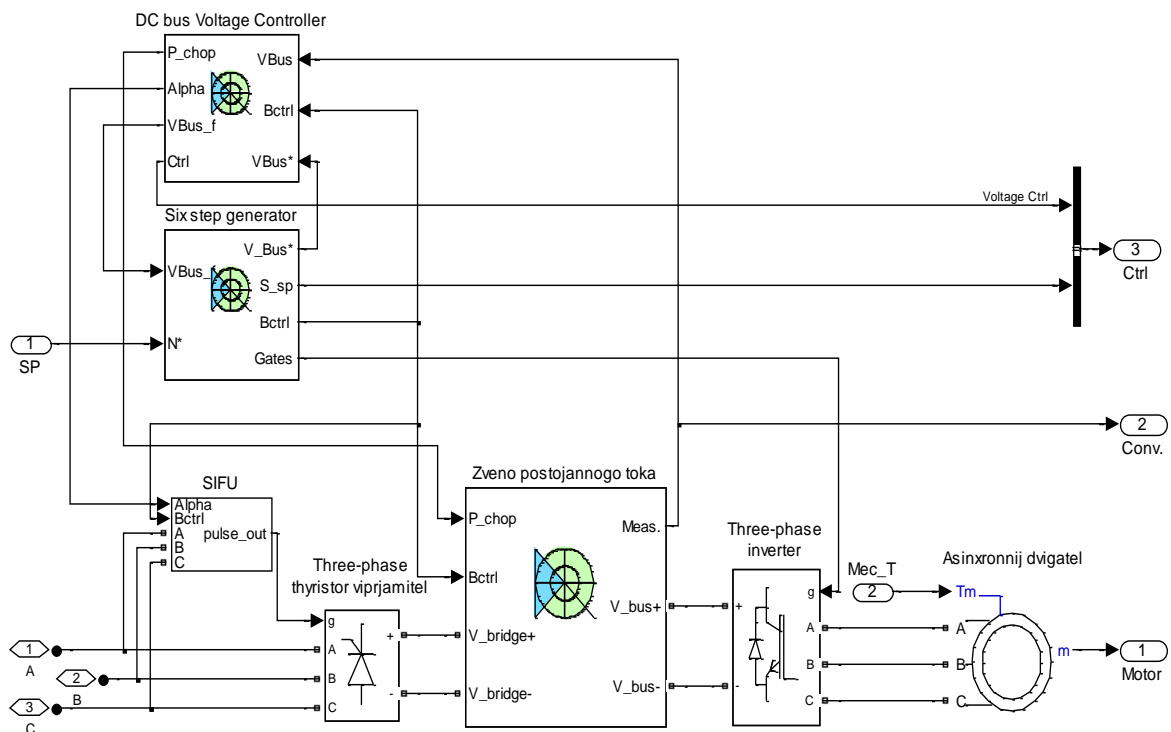 DC bus Voltage Controller
P_chop
Alpha
VBus_f
Ctrl
VBus
Bctrl
VBus*
Six step generator
VBus_f
N*
V_Bus*
S_sp
Bctrl
Gates
1
SP
Voltage Ctrl
3
Ctrl
2
Conv.
SIFU
Alpha
Bctrl
A
B
C
pulse_out
Zveno postojannogo toka
P_chop
Bctrl
V_bridge+
V_bridge-
Meas.
V_bus+
V_bus-
Three-phase
thyristor viprjamitel
g
A
B
C
+
-
Three-phase
inverter
+
-
g
A
B
C
Mec_T
2
Asinxronnij dvigatel
Tm
A
B
C
m
1
Motor
1
A
2
B
3
C